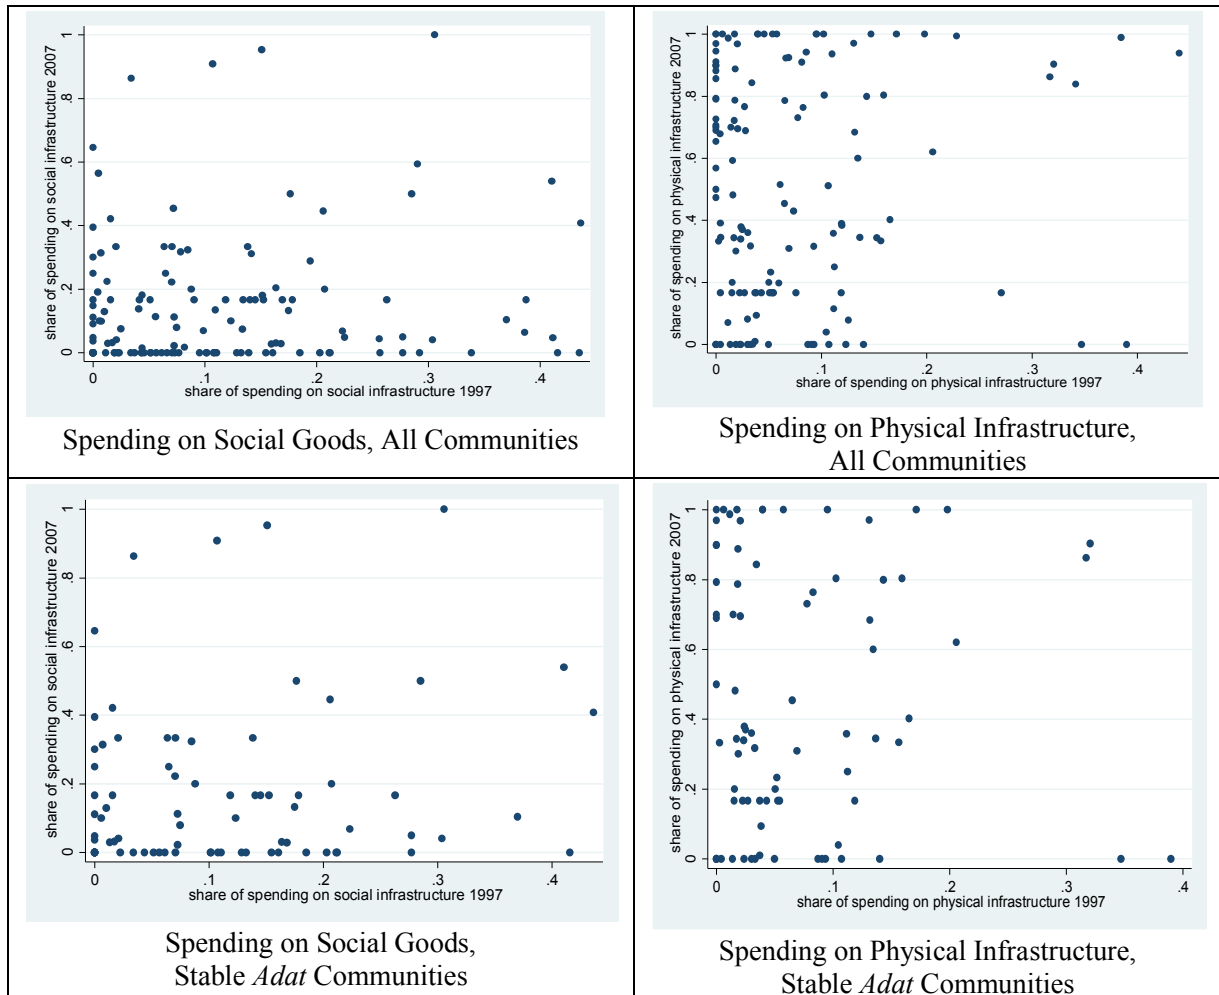 share of spending on social infrastructure 2007
1
.8
.6
.4
.2
0
0
.1
.2
.3
.4
share of spending on social infrastructure 1997
Spending on Social Goods, All Communities
share of spending on physical infrastructure 2007
1
.8
.6
.4
.2
0
0
.1
.2
.3
.4
share of spending on physical infrastructure 1997
Spending on Physical Infrastructure,
All Communities
share of spending on social infrastructure 2007
1
.8
.6
.4
.2
0
0
.1
.2
.3
.4
share of spending on social infrastructure 1997
Spending on Social Goods,
Stable Adat Communities
share of spending on physical infrastructure 2007
1
.8
.6
.4
.2
0
0
.1
.2
.3
.4
share of spending on physical infrastructure 1997
Spending on Physical Infrastructure,
Stable Adat Communities